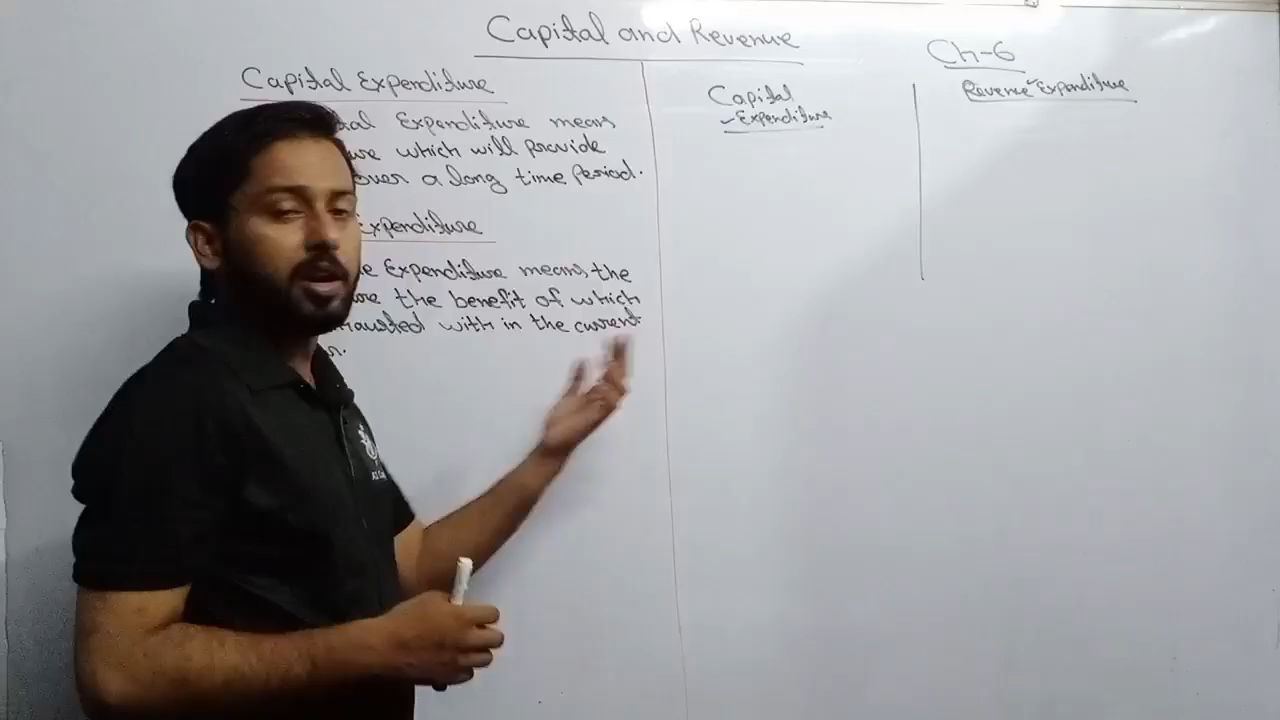 Capital and Revenue
Ch-6
Capital Expenditure
Expenditure means
which will provide
over a long time period.
Expenditure
Expenditure means the
the benefit of which
with in the current
Capital
Expenditure
Revenue Expenditure